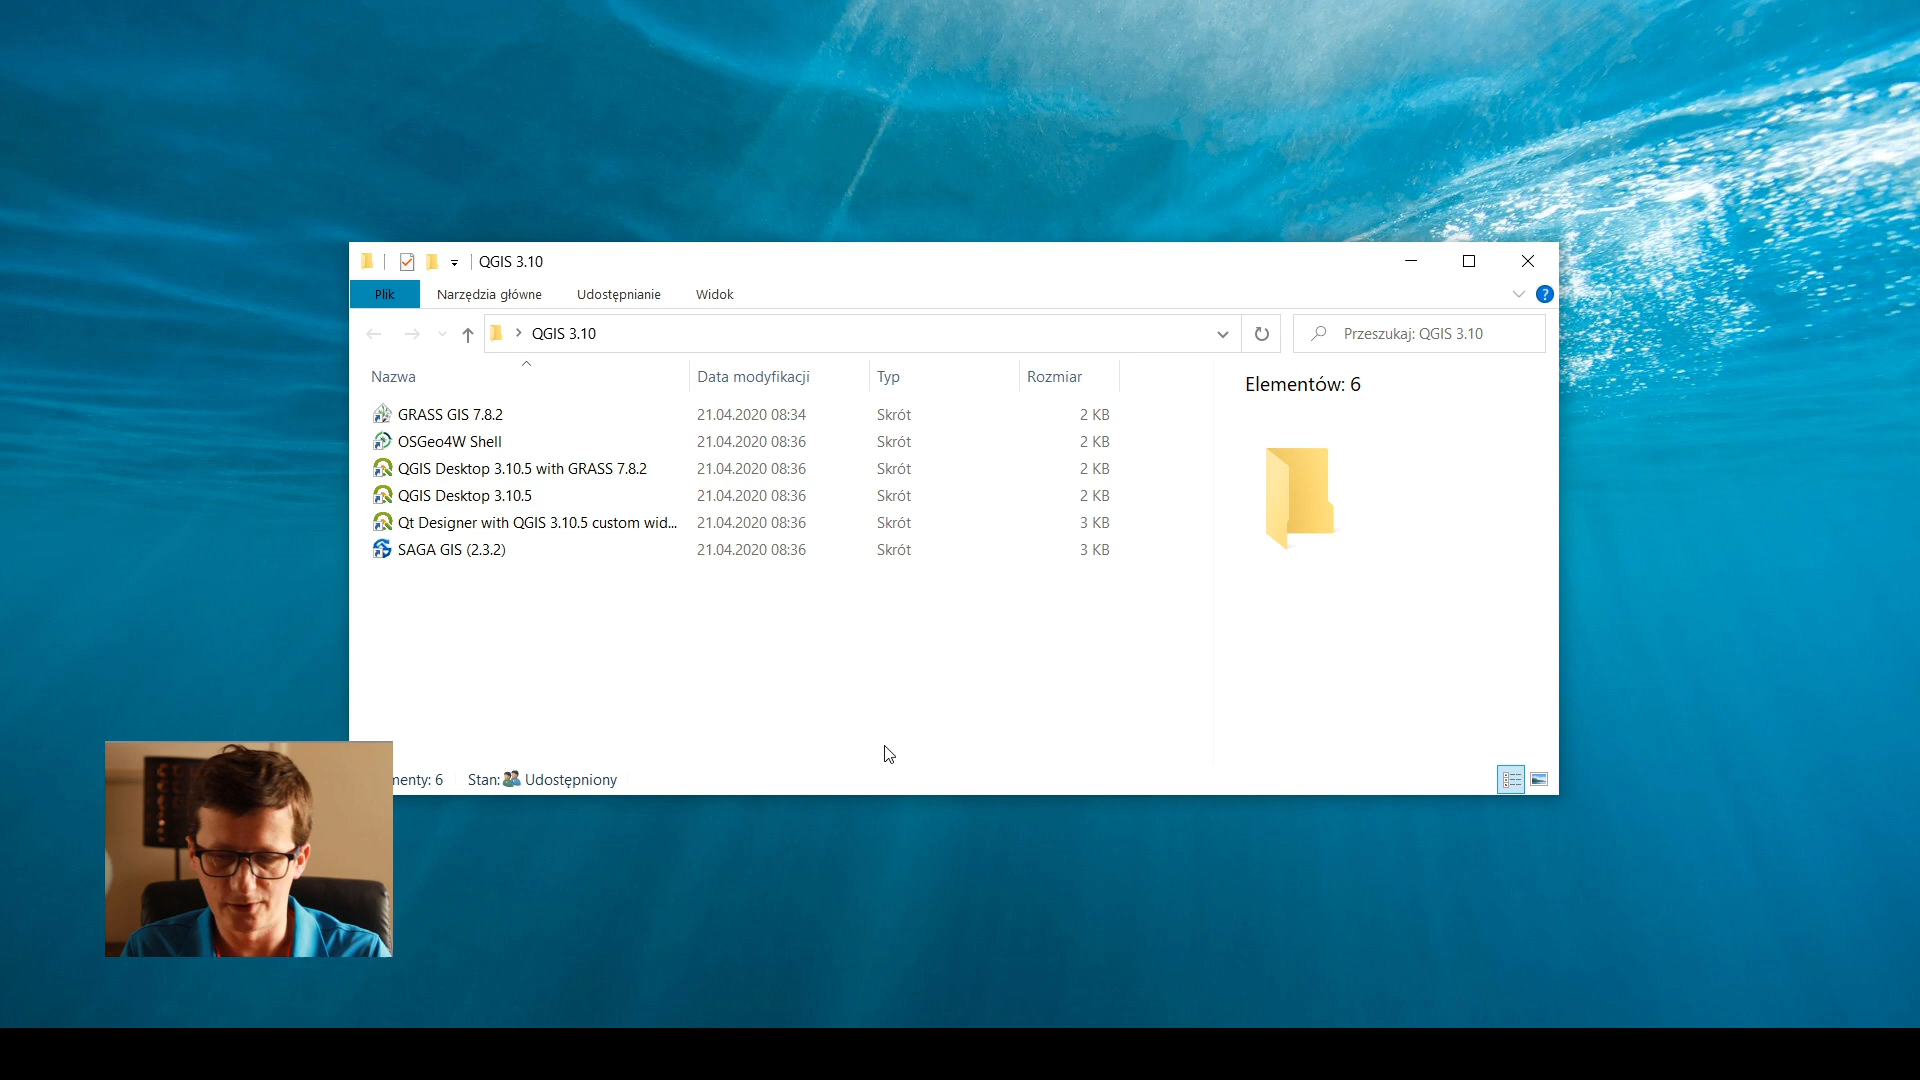 QGIS 3.10
Plik Narzędzia główne Udostępnianie Widok
QGIS 3.10 Przeszukaj: QGIS 3.10
Nazwa Data modyfikacji Typ Rozmiar
GRASS GIS 7.8.2 21.04.2020 08:34 Skrót 2 KB
OSGeo4W Shell 21.04.2020 08:36 Skrót 2 KB
QGIS Desktop 3.10.5 with GRASS 7.8.2 21.04.2020 08:36 Skrót 2 KB
QGIS Desktop 3.10.5 21.04.2020 08:36 Skrót 2 KB
Qt Designer with QGIS 3.10.5 custom wid... 21.04.2020 08:36 Skrót 3 KB
SAGA GIS (2.3.2) 21.04.2020 08:36 Skrót 3 KB
Elementów: 6
menty: 6 Stan: Udostępniony